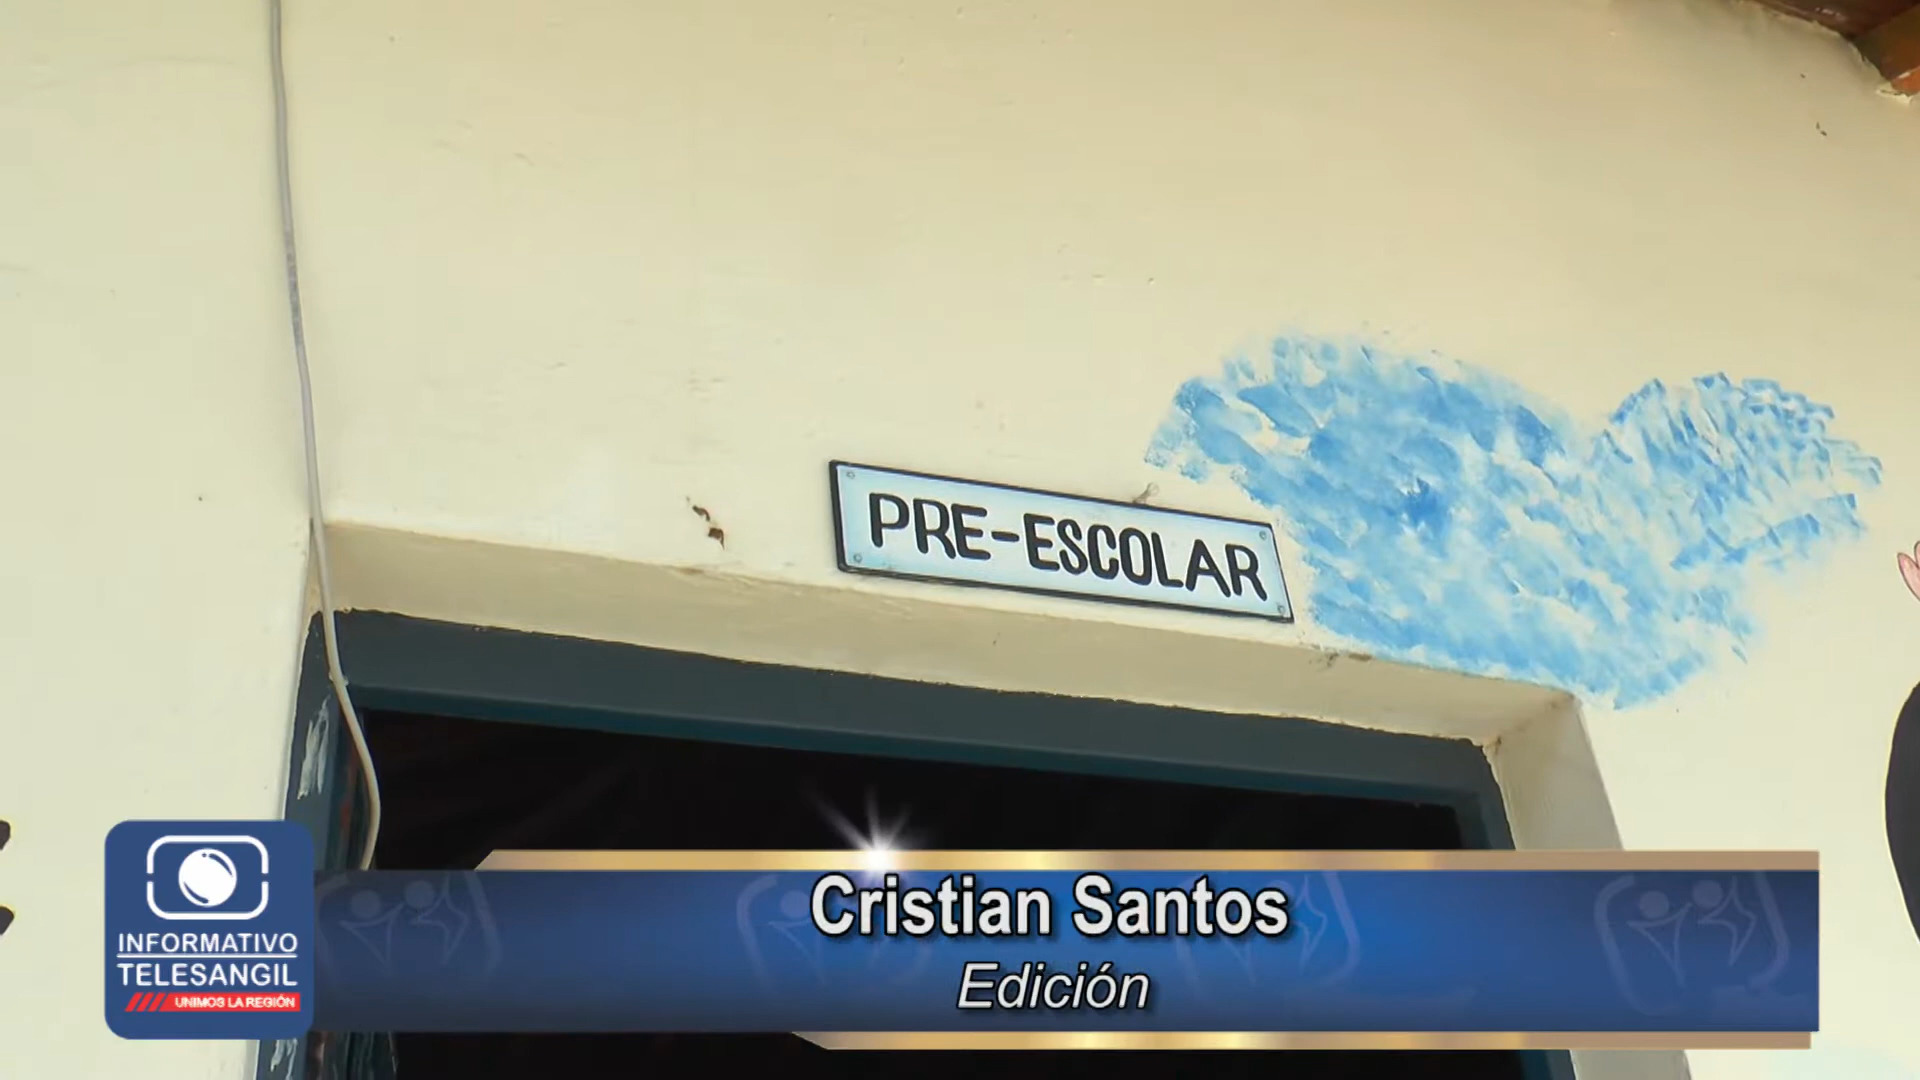 PRE-ESCOLAR
Cristian Santos
Edición
INFORMATIVO
TELESANGIL
UNIMOS LA REGIÓN